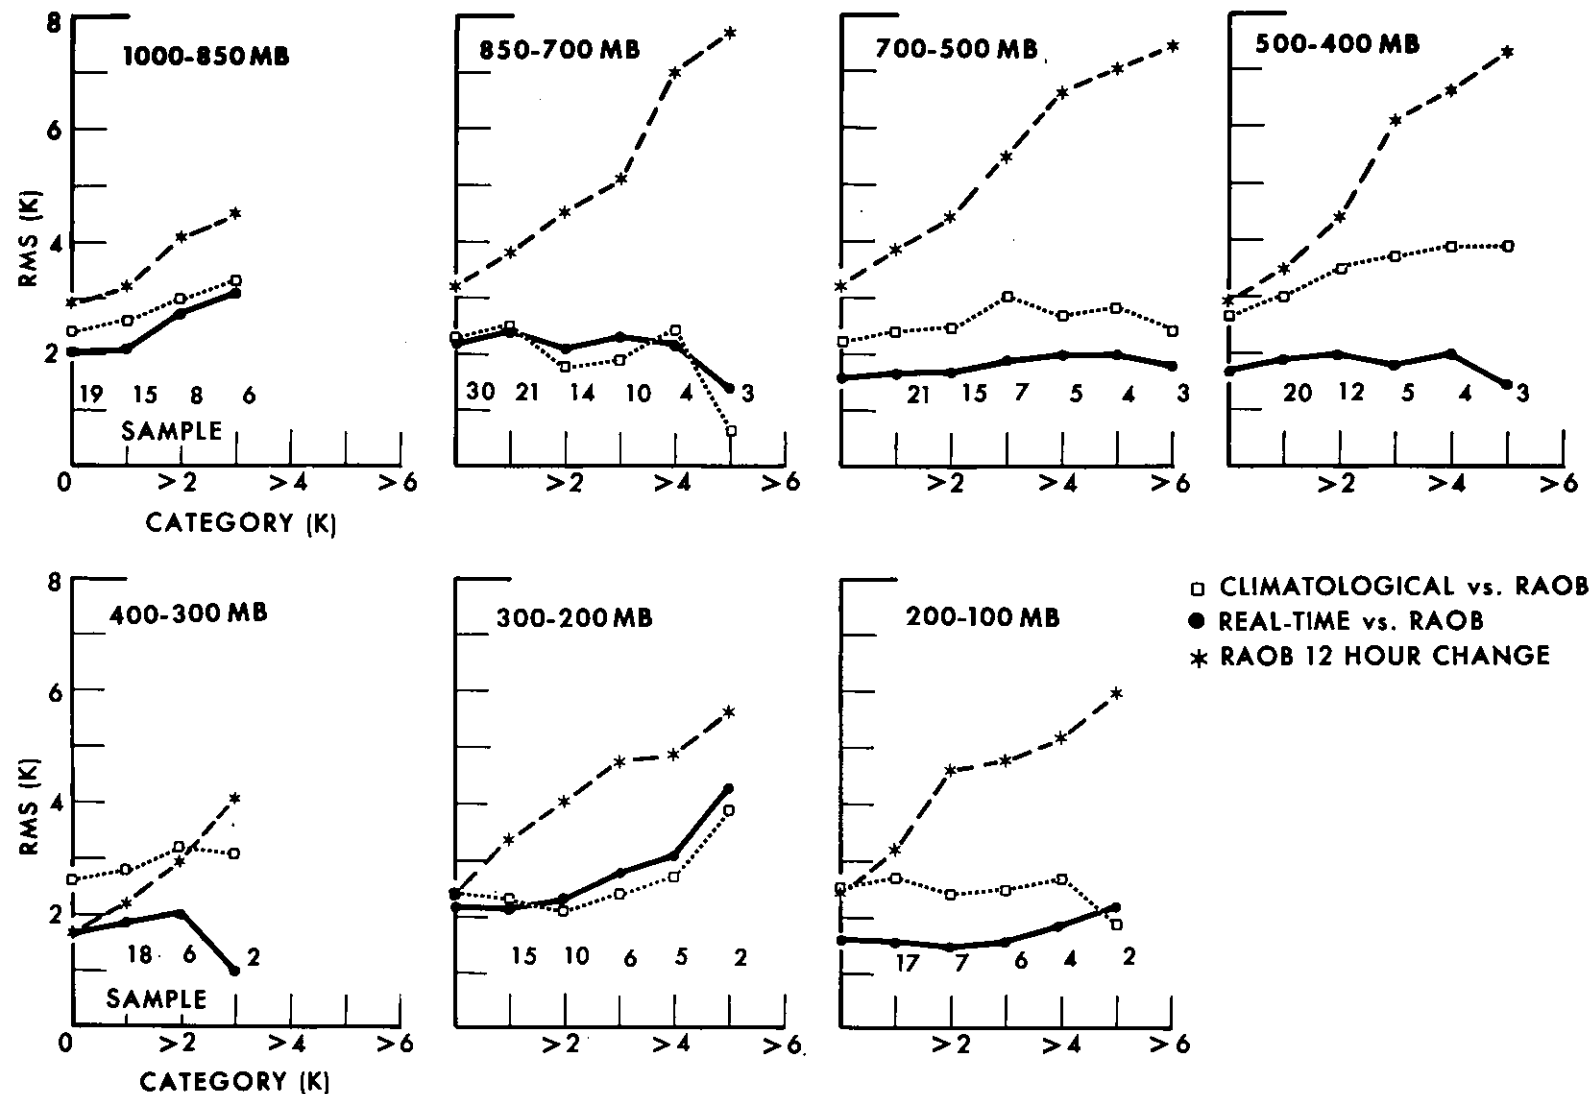 8
6
4
2
RMS (K)
1000-850 MB
19 15 8 6
SAMPLE
0 >2 >4 >6
CATEGORY (K)
850-700 MB
30 21 14 10 4 3
>2 >4 >6
700-500 MB
21 15 7 5 4 3
>2 >4 >6
500-400 MB
20 12 5 4 3
>2 >4 >6
8
6
4
2
RMS (K)
400-300 MB
18 6 2
SAMPLE
0 >2 >4 >6
CATEGORY (K)
300-200 MB
15 10 6 5 2
>2 >4 >6
200-100 MB
17 7 6 4 2
>2 >4 >6
CLIMATOLOGICAL vs. RAOB
REAL-TIME vs. RAOB
RAOB 12 HOUR CHANGE